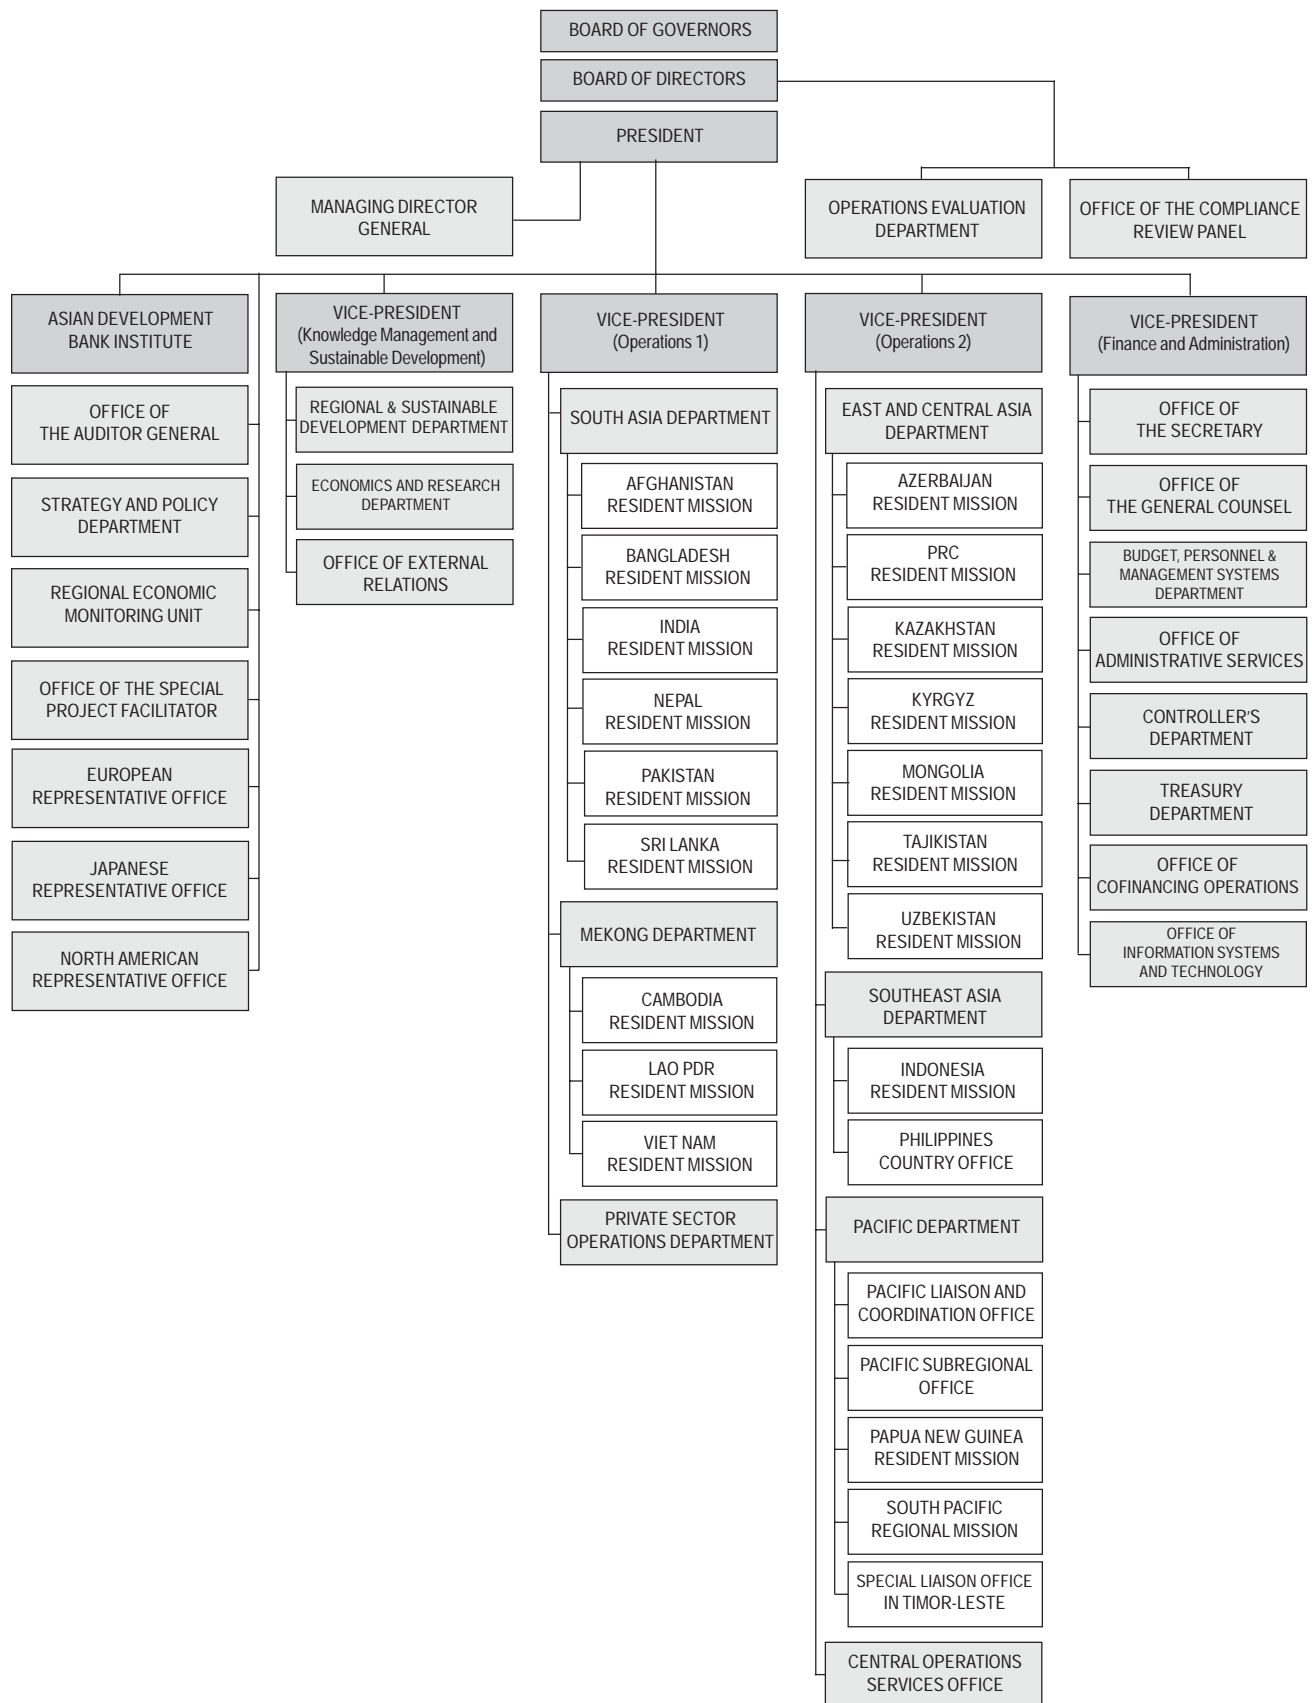 BOARD OF GOVERNORS
BOARD OF DIRECTORS
PRESIDENT
MANAGING DIRECTOR
GENERAL
OPERATIONS EVALUATION
DEPARTMENT
OFFICE OF THE COMPLIANCE
REVIEW PANEL
ASIAN DEVELOPMENT
BANK INSTITUTE
OFFICE OF
THE AUDITOR GENERAL
STRATEGY AND POLICY
DEPARTMENT
REGIONAL ECONOMIC
MONITORING UNIT
OFFICE OF THE SPECIAL
PROJECT FACILITATOR
EUROPEAN
REPRESENTATIVE OFFICE
JAPANESE
REPRESENTATIVE OFFICE
NORTH AMERICAN
REPRESENTATIVE OFFICE
VICE-PRESIDENT
(Knowledge Management and
Sustainable Development)
REGIONAL & SUSTAINABLE
DEVELOPMENT DEPARTMENT
ECONOMICS AND RESEARCH
DEPARTMENT
OFFICE OF EXTERNAL
RELATIONS
VICE-PRESIDENT
(Operations 1)
SOUTH ASIA DEPARTMENT
AFGHANISTAN
RESIDENT MISSION
BANGLADESH
RESIDENT MISSION
INDIA
RESIDENT MISSION
NEPAL
RESIDENT MISSION
PAKISTAN
RESIDENT MISSION
SRI LANKA
RESIDENT MISSION
MEKONG DEPARTMENT
CAMBODIA
RESIDENT MISSION
LAO PDR
RESIDENT MISSION
VIET NAM
RESIDENT MISSION
PRIVATE SECTOR
OPERATIONS DEPARTMENT
VICE-PRESIDENT
(Operations 2)
EAST AND CENTRAL ASIA
DEPARTMENT
AZERBAIJAN
RESIDENT MISSION
PRC
RESIDENT MISSION
KAZAKHSTAN
RESIDENT MISSION
KYRGYZ
RESIDENT MISSION
MONGOLIA
RESIDENT MISSION
TAJIKISTAN
RESIDENT MISSION
UZBEKISTAN
RESIDENT MISSION
SOUTHEAST ASIA
DEPARTMENT
INDONESIA
RESIDENT MISSION
PHILIPPINES
COUNTRY OFFICE
PACIFIC DEPARTMENT
PACIFIC LIAISON AND
COORDINATION OFFICE
PACIFIC SUBREGIONAL
OFFICE
PAPUA NEW GUINEA
RESIDENT MISSION
SOUTH PACIFIC
REGIONAL MISSION
SPECIAL LIAISON OFFICE
IN TIMOR-LESTE
CENTRAL OPERATIONS
SERVICES OFFICE
VICE-PRESIDENT
(Finance and Administration)
OFFICE OF
THE SECRETARY
OFFICE OF
THE GENERAL COUNSEL
BUDGET, PERSONNEL &
MANAGEMENT SYSTEMS
DEPARTMENT
OFFICE OF
ADMINISTRATIVE SERVICES
CONTROLLER'S
DEPARTMENT
TREASURY
DEPARTMENT
OFFICE OF
COFINANCING OPERATIONS
OFFICE OF
INFORMATION SYSTEMS
AND TECHNOLOGY